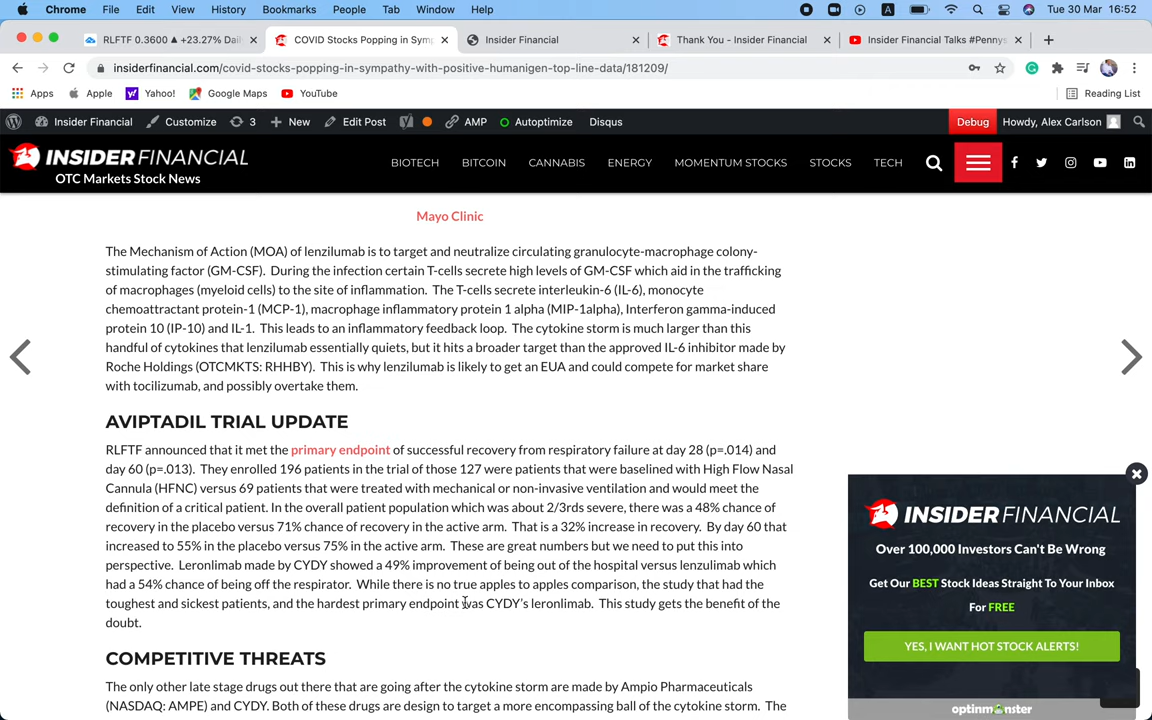 Chrome File Edit View History Bookmarks People Tab Window Help A Tue 30 Mar 16:52
RLFTF 0.3600 ▲ +23.27% Dail × COVID Stocks Popping in Symp × Insider Financial × Thank You - Insider Financial × Insider Financial Talks #Pennys × +
insiderfinancial.com/covid-stocks-popping-in-sympathy-with-positive-humanigen-top-line-data/181209/
Apps Apple Yahoo! Google Maps YouTube Reading List
Insider Financial Customize 3 + New Edit Post AMP Autoptimize Disqus Debug Howdy, Alex Carlson
INSIDER FINANCIAL
OTC Markets Stock News
BIOTECH BITCOIN CANNABIS ENERGY MOMENTUM STOCKS STOCKS TECH
Mayo Clinic
The Mechanism of Action (MOA) of lenzilumab is to target and neutralize circulating granulocyte-macrophage colony-
stimulating factor (GM-CSF). During the infection certain T-cells secrete high levels of GM-CSF which aid in the trafficking
of macrophages (myeloid cells) to the site of inflammation. The T-cells secrete interleukin-6 (IL-6), monocyte
chemoattractant protein-1 (MCP-1), macrophage inflammatory protein 1 alpha (MIP-1alpha), Interferon gamma-induced
protein 10 (IP-10) and IL-1. This leads to an inflammatory feedback loop. The cytokine storm is much larger than this
handful of cytokines that lenzilumab essentially quiets, but it hits a broader target than the approved IL-6 inhibitor made by
Roche Holdings (OTCMKTS: RHHBY). This is why lenzilumab is likely to get an EUA and could compete for market share
with tocilizumab, and possibly overtake them.
AVIPTADIL TRIAL UPDATE
RLFTF announced that it met the primary endpoint of successful recovery from respiratory failure at day 28 (p=.014) and
day 60 (p=.013). They enrolled 196 patients in the trial of those 127 were patients that were baselined with High Flow Nasal
Cannula (HFNC) versus 69 patients that were treated with mechanical or non-invasive ventilation and would meet the
definition of a critical patient. In the overall patient population which was about 2/3rds severe, there was a 48% chance of
recovery in the placebo versus 71% chance of recovery in the active arm. That is a 32% increase in recovery. By day 60 that
increased to 55% in the placebo versus 75% in the active arm. These are great numbers but we need to put this into
perspective. Leronlimab made by CYDY showed a 49% improvement of being out of the hospital versus lenzulimab which
had a 54% chance of being off the respirator. While there is no true apples to apples comparison, the study that had the
toughest and sickest patients, and the hardest primary endpoint was CYDY's leronlimab. This study gets the benefit of the
doubt.
COMPETITIVE THREATS
The only other late stage drugs out there that are going after the cytokine storm are made by Ampio Pharmaceuticals
(NASDAQ: AMPE) and CYDY. Both of these drugs are design to target a more encompassing ball of the cytokine storm. The
INSIDER FINANCIAL
Over 100,000 Investors Can't Be Wrong
Get Our BEST Stock Ideas Straight To Your Inbox
For FREE
YES, I WANT HOT STOCK ALERTS!
optinmonster